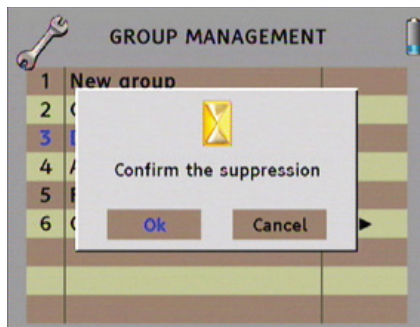 GROUP MANAGEMENT
1 New group
2
3
4
5
6
Confirm the suppression
Ok Cancel